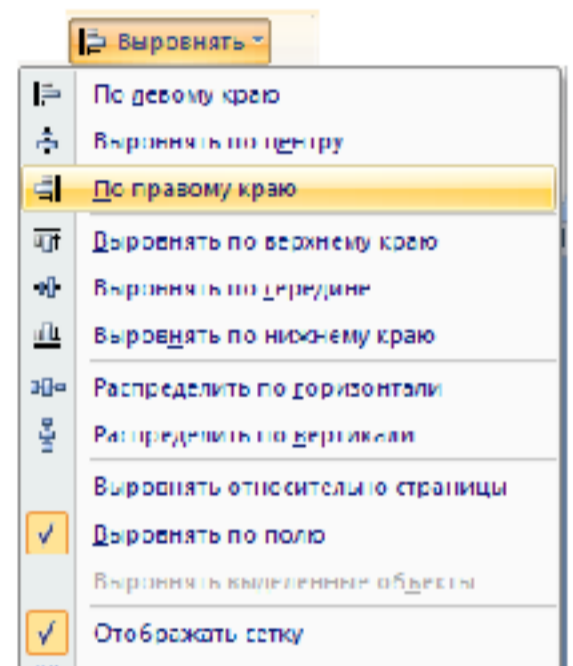 Выровнять
По левому краю
Выровнять по центру
По правому краю
Выровнять по верхнему краю
Выровнять по середине
Выровнять по нижнему краю
Распределить по горизонтали
Распределить по вертикали
Выровнять относительно страницы
Выровнять по полю
Выровнять выделенные объекты
Отображать сетку